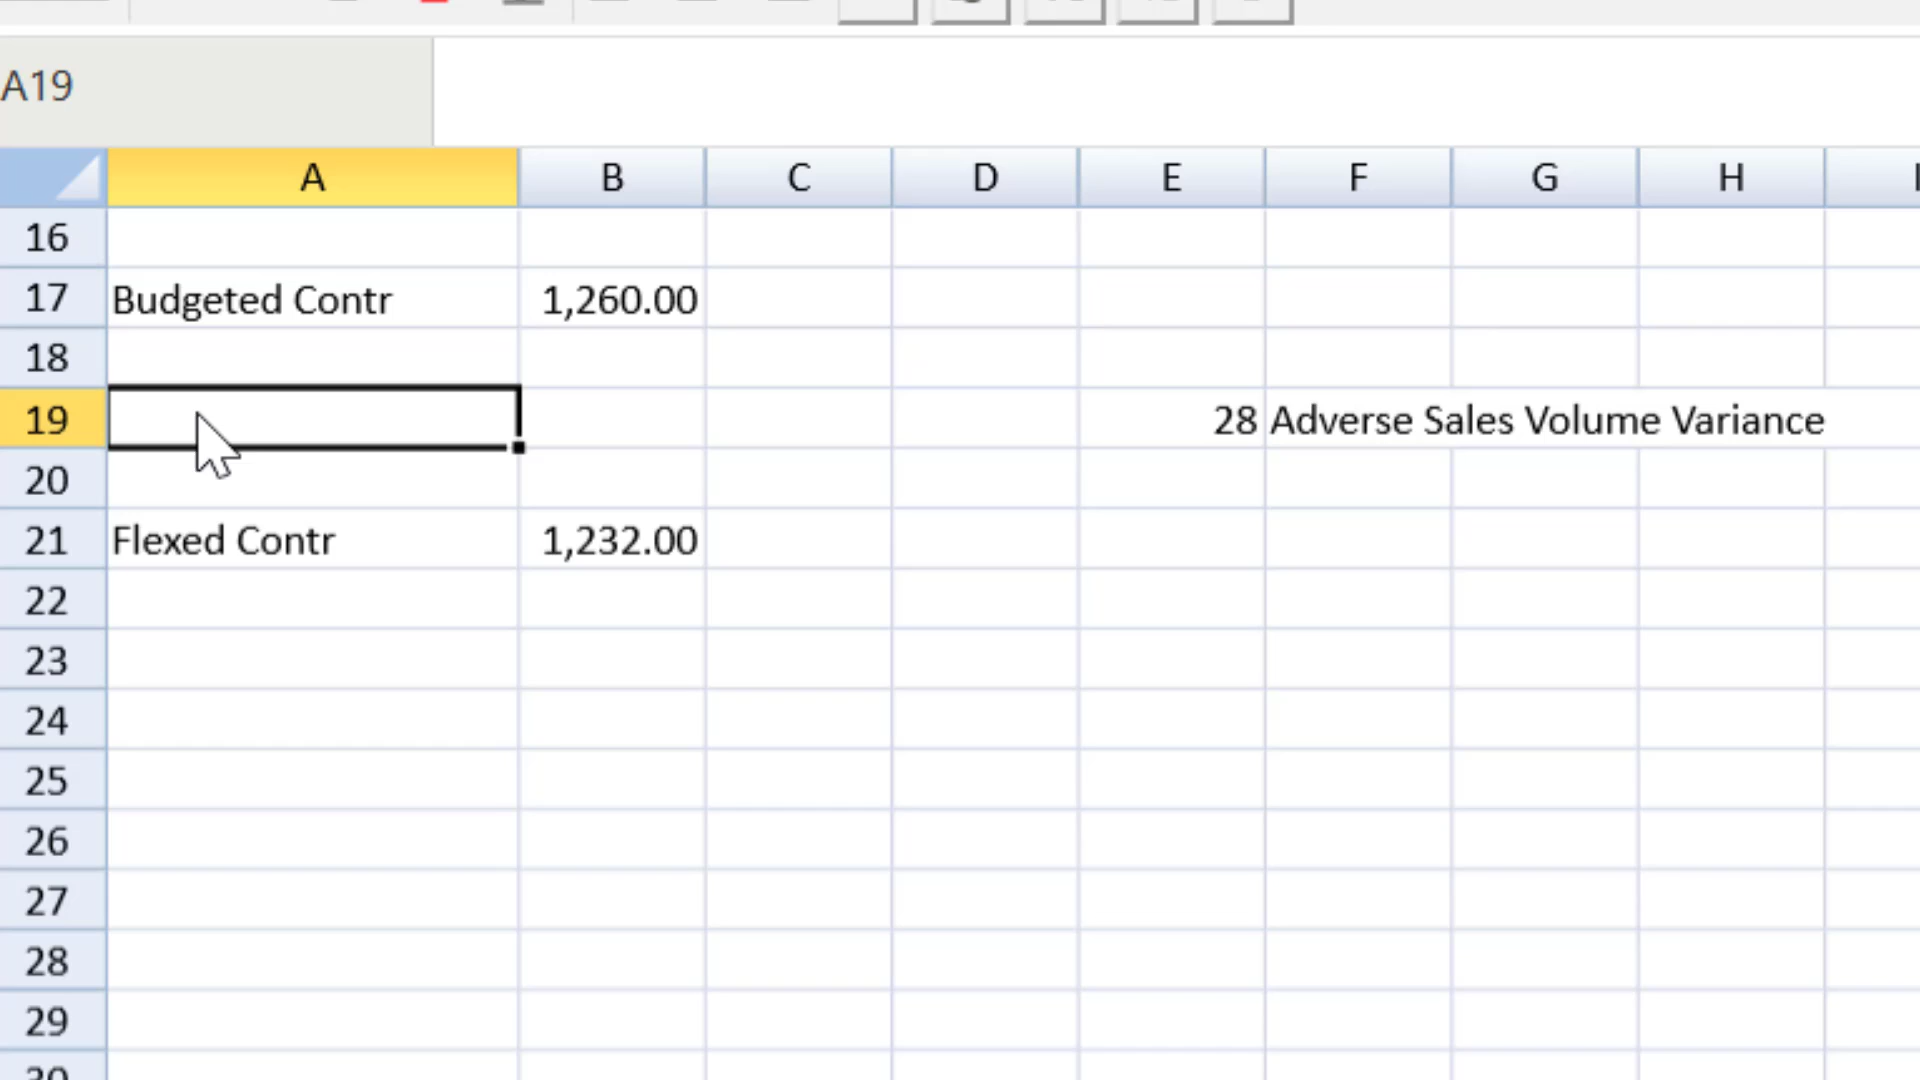 A19
A B C D E F G H
16
17 Budgeted Contr 1,260.00
18
19 28 Adverse Sales Volume Variance
20
21 Flexed Contr 1,232.00
22
23
24
25
26
27
28
29